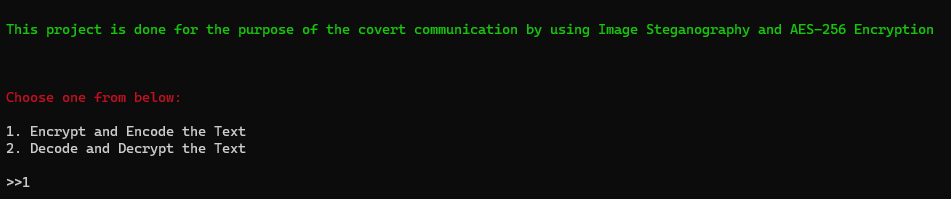 This project is done for the purpose of the covert communication by using Image Steganography and AES-256 Encryption
Choose one from below:
1. Encrypt and Encode the Text
2. Decode and Decrypt the Text
>>1